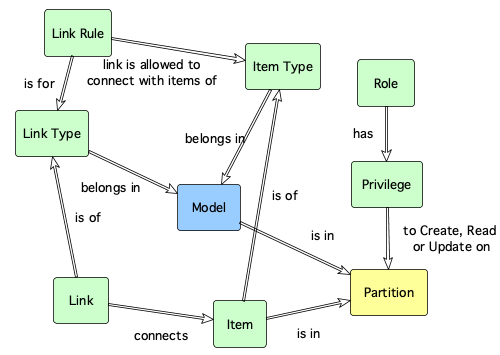 Link Rule
link is allowed to
connect with items of
Item Type
is for
Role
Link Type
belongs in
has
belongs in
Privilege
Model
is of
is of
is in
to Create, Read
or Update on
Link
Partition
connects
Item
is in